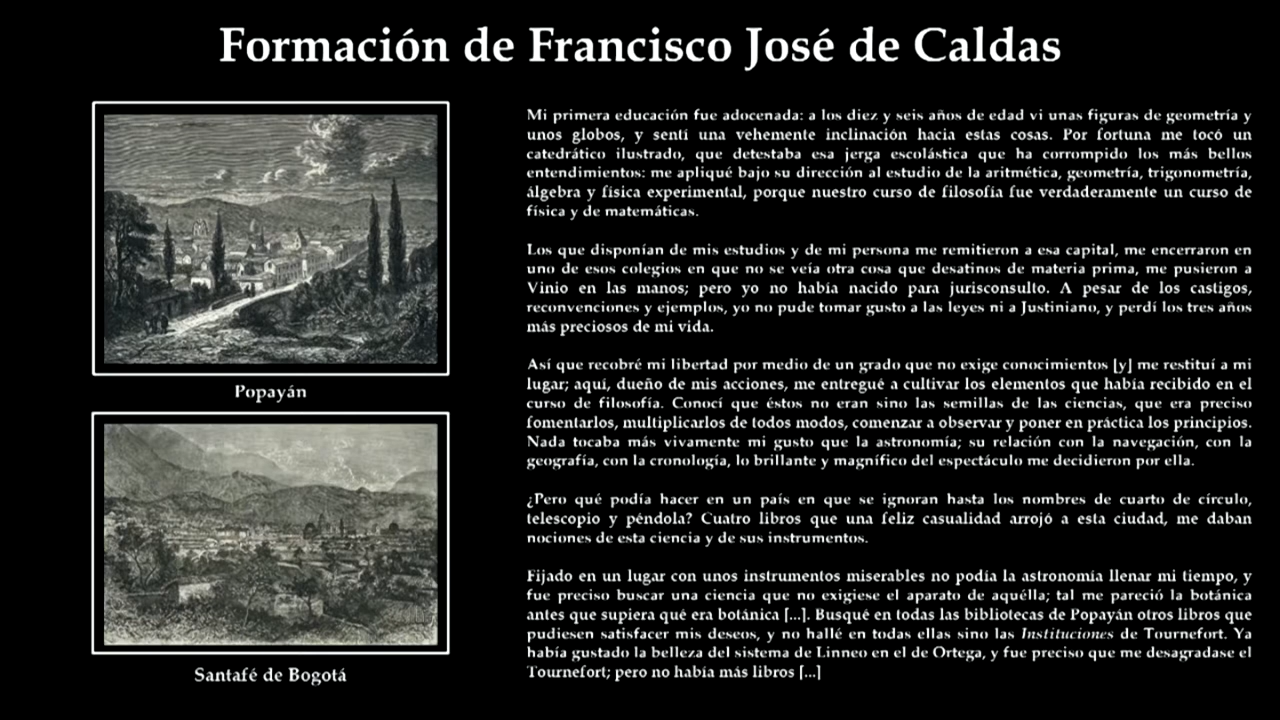 Formación de Francisco José de Caldas
Popayán
Santafé de Bogotá
Mi primera educación fue adocenada: a los diez y seis años de edad vi unas figuras de geometría y
unos globos, y sentí una vehemente inclinación hacia estas cosas. Por fortuna me tocó un
catedrático ilustrado, que detestaba esa jerga escolástica que ha corrompido los más bellos
entendimientos: me apliqué bajo su dirección al estudio de la aritmética, geometría, trigonometría,
álgebra y física experimental, porque nuestro curso de filosofía fue verdaderamente un curso de
física y de matemáticas.
Los que disponían de mis estudios y de mi persona me remitieron a esa capital, me encerraron en
uno de esos colegios en que no se veía otra cosa que desatinos de materia prima, me pusieron a
Vinio en las manos; pero yo no había nacido para jurisconsulto. A pesar de los castigos,
reconvenciones y ejemplos, yo no pude tomar gusto a las leyes ni a Justiniano, y perdí los tres años
más preciosos de mi vida.
Así que recobré mi libertad por medio de un grado que no exige conocimientos [y] me restituí a mi
lugar; aquí, dueño de mis acciones, me entregué a cultivar los elementos que había recibido en el
curso de filosofía. Conocí que éstos no eran sino las semillas de las ciencias, que era preciso
fomentarlos, multiplicarlos de todos modos, comenzar a observar y poner en práctica los principios.
Nada tocaba más vivamente mi gusto que la astronomía; su relación con la navegación, con la
geografía, con la cronología, lo brillante y magnífico del espectáculo me decidieron por ella.
¿Pero qué podía hacer en un país en que se ignoran hasta los nombres de cuarto de círculo,
telescopio y péndola? Cuatro libros que una feliz casualidad arrojó a esta ciudad, me daban
nociones de esta ciencia y de sus instrumentos.
Fijado en un lugar con unos instrumentos miserables no podía la astronomía llenar mi tiempo, y
fue preciso buscar una ciencia que no exigiese el aparato de aquélla; tal me pareció la botánica
antes que supiera qué era botánica [...]. Busqué en todas las bibliotecas de Popayán otros libros que
pudiesen satisfacer mis deseos, y no hallé en todas ellas sino las Instituciones de Tournefort. Ya
había gustado la belleza del sistema de Linneo en el de Ortega, y fue preciso que me desagradase el
Tournefort; pero no había más libros [...]